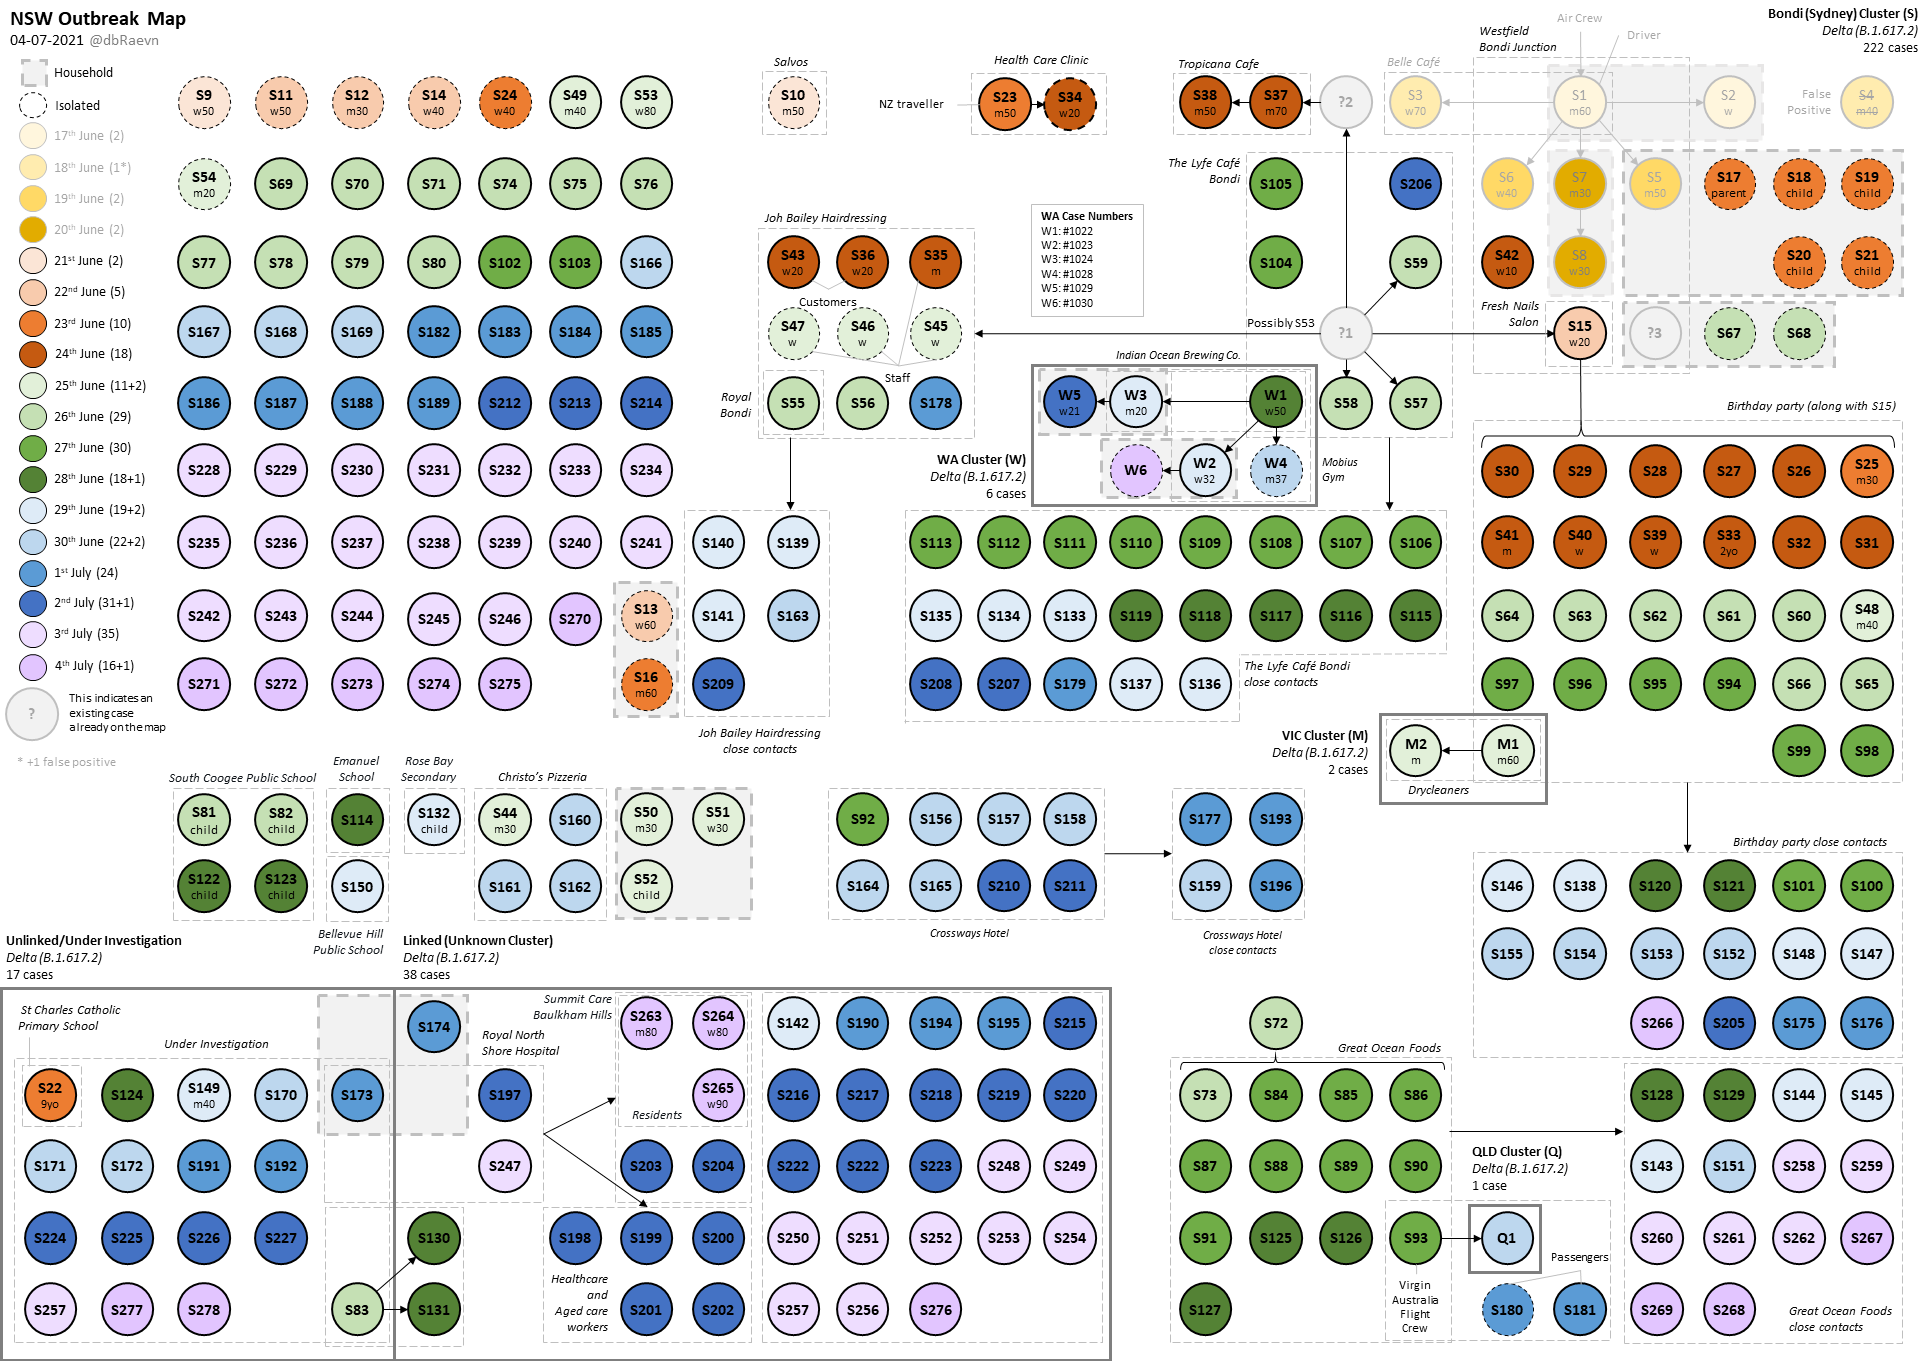 NSW Outbreak Map
04-07-2021 @dbRaevn
Household
Isolated
17th June (2)
18th June (1*)
19th June (2)
20th June (2)
21st June (2)
22nd June (5)
23rd June (10)
24th June (18)
25th June (11+2)
26th June (29)
27th June (30)
28th June (18+1)
29th June (19+2)
30th June (22+2)
1st July (24)
2nd July (31+1)
3rd July (35)
4th July (16+1)
?
This indicates an
existing case
already on the map
* +1 false positive
S9 w50 S11 w50 S12 m30 S14 w40 S24 w40 S49 m40 S53 w80
S54 m20 S69 S70 S71 S74 S75 S76
S77 S78 S79 S80 S102 S103 S166
S167 S168 S169 S182 S183 S184 S185
S186 S187 S188 S189 S212 S213 S214
S228 S229 S230 S231 S232 S233 S234
S235 S236 S237 S238 S239 S240 S241
S242 S243 S244 S245 S246 S270 S13 w60
S271 S272 S273 S274 S275 S16 m60
Salvos
S10 m50
Health Care Clinic
NZ traveller
S23 m50 S34 w20
Tropicana Cafe
S38 m50 S37 m70 ?2
Belle Café
S3 w70
Westfield
Bondi Junction
Air Crew
Driver
Bondi (Sydney) Cluster (S)
Delta (B.1.617.2)
222 cases
S1 m60 S2 w
False
Positive
S4 m40
S6 w40 S7 m30 S5 m50 S17 parent S18 child S19 child
S42 w10 S8 w30 S20 child S21 child
Fresh Nails
Salon
S15 w20 ?3 S67 S68
The Lyfe Café
Bondi
S105 S206
S104 S59
Possibly S53
?1
S58 S57
Joh Bailey Hairdressing
S43 w20 S36 w20 S35 m
Customers
S47 w S46 w S45 w
Staff
Royal
Bondi
S55 S56 S178
WA Case Numbers
W1: #1022
W2: #1023
W3: #1024
W4: #1028
W5: #1029
W6: #1030
Indian Ocean Brewing Co.
W5 w21 W3 m20 W1 w50
W6 W2 w32 W4 m37
Mobius
Gym
WA Cluster (W)
Delta (B.1.617.2)
6 cases
S140 S139
S141 S163
S209
Joh Bailey Hairdressing
close contacts
S113 S112 S111 S110 S109 S108 S107 S106
S135 S134 S133 S119 S118 S117 S116 S115
S208 S207 S179 S137 S136
The Lyfe Café Bondi
close contacts
Birthday party (along with S15)
S30 S29 S28 S27 S26 S25 m30
S41 m S40 w S39 w S33 2yo S32 S31
S64 S63 S62 S61 S60 S48 m40
S97 S96 S95 S94 S66 S65
S99 S98
VIC Cluster (M)
Delta (B.1.617.2)
2 cases
M2 m M1 m60
Drycleaners
South Coogee Public School
S81 child S82 child
S122 child S123 child
Emanuel
School
S114
S150
Bellevue Hill
Public School
Rose Bay
Secondary
S132 child
Christo's Pizzeria
S44 m30 S160
S161 S162
S50 m30 S51 w30
S52 child
S92 S156 S157 S158
S164 S165 S210 S211
Crossways Hotel
S177 S193
S159 S196
Crossways Hotel
close contacts
Birthday party close contacts
S146 S138 S120 S121 S101 S100
S155 S154 S153 S152 S148 S147
S266 S205 S175 S176
Unlinked/Under Investigation
Delta (B.1.617.2)
17 cases
St Charles Catholic
Primary School
Under Investigation
S22 9yo S124 S149 m40 S170 S173
S171 S172 S191 S192
S224 S225 S226 S227
S257 S277 S278 S83
Linked (Unknown Cluster)
Delta (B.1.617.2)
38 cases
S174
Royal North
Shore Hospital
S197
S247
S130
S131
Summit Care
Baulkham Hills
S263 m80 S264 w80
S265 w90
Residents
S203 S204
S198 S199 S200
S201 S202
Healthcare
and
Aged care
workers
S142 S190 S194 S195 S215
S216 S217 S218 S219 S220
S222 S222 S223 S248 S249
S250 S251 S252 S253 S254
S257 S256 S276
S72
Great Ocean Foods
S73 S84 S85 S86
S87 S88 S89 S90
S91 S125 S126 S93
S127
Virgin
Australia
Flight
Crew
QLD Cluster (Q)
Delta (B.1.617.2)
1 case
Q1
Passengers
S180 S181
S128 S129 S144 S145
S143 S151 S258 S259
S260 S261 S262 S267
S269 S268
Great Ocean Foods
close contacts